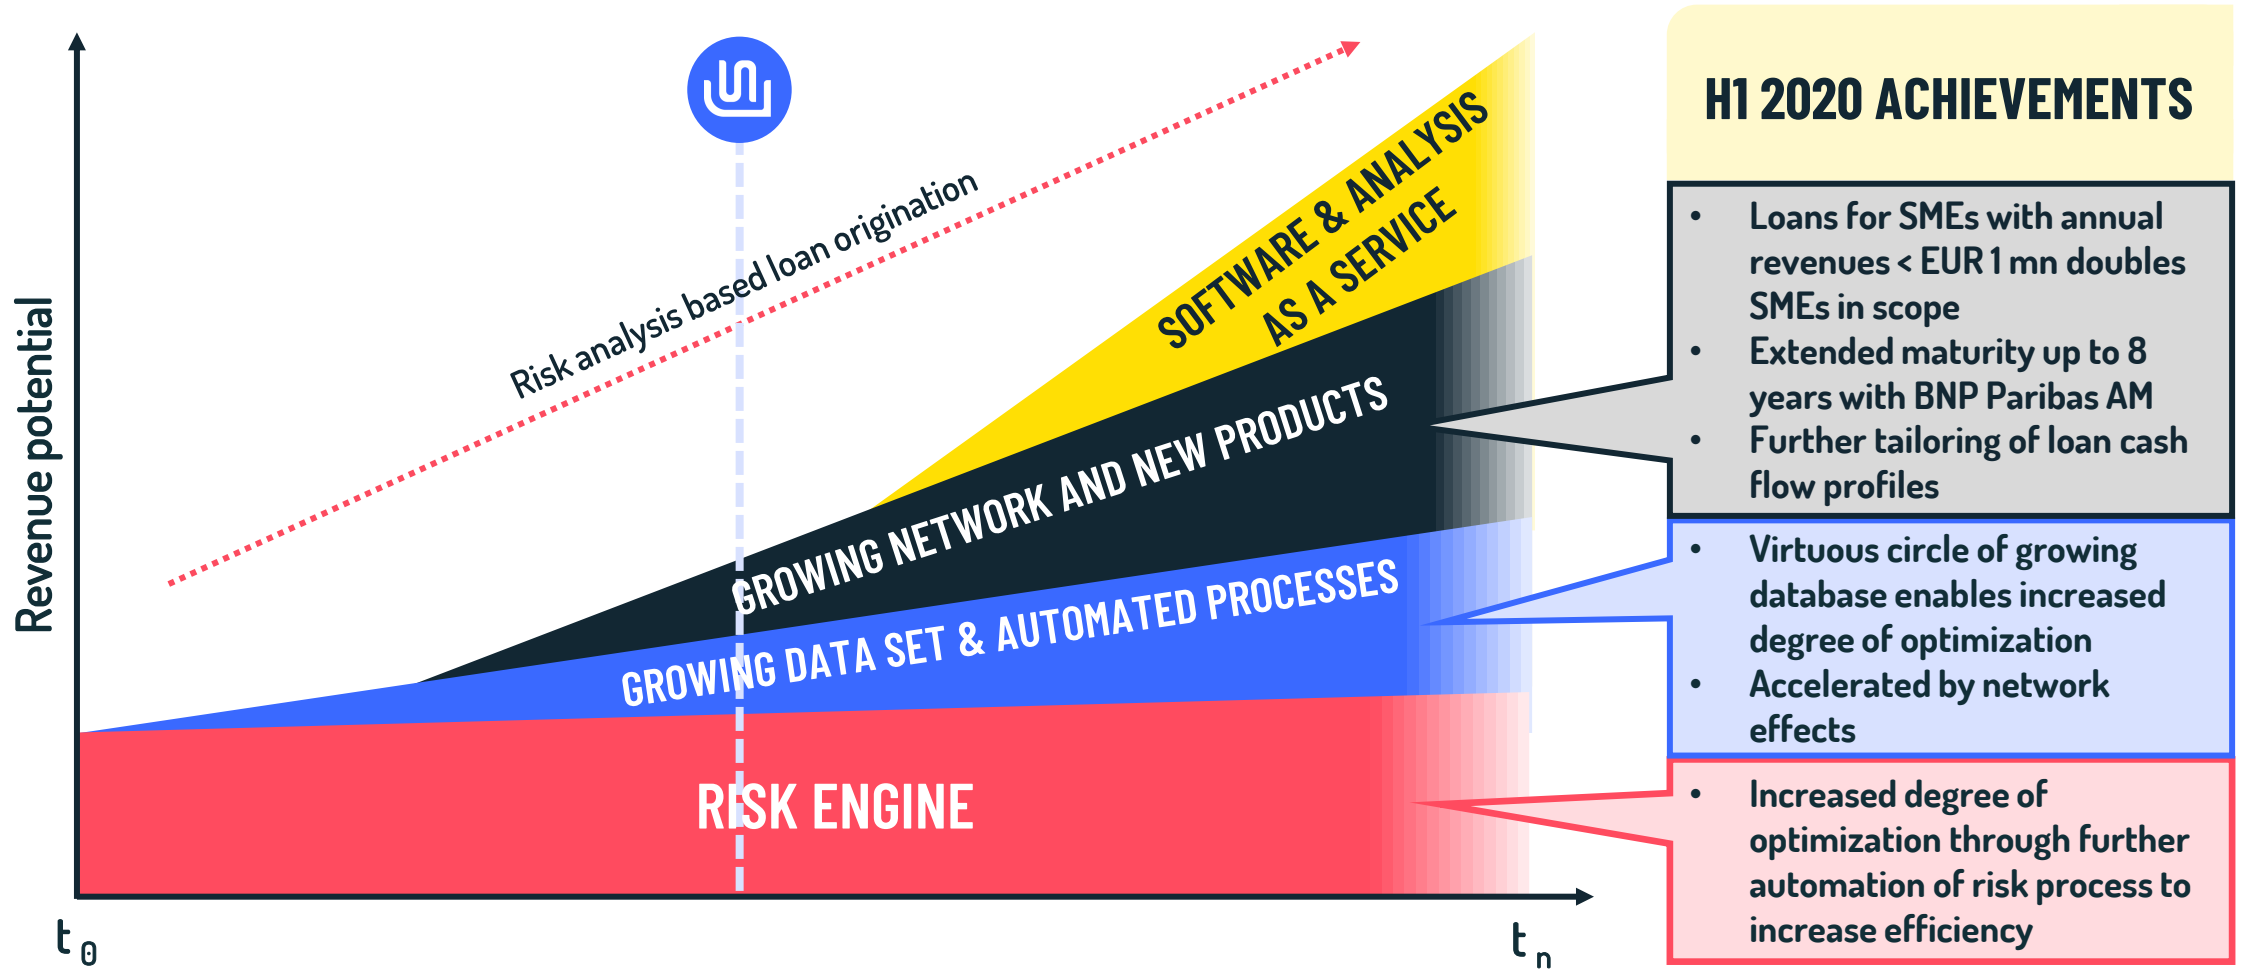 Revenue potential
Risk analysis based loan origination
SOFTWARE & ANALYSIS
AS A SERVICE
GROWING NETWORK AND NEW PRODUCTS
GROWING DATA SET & AUTOMATED PROCESSES
RISK ENGINE
t 0
t n
H1 2020 ACHIEVEMENTS
• Loans for SMEs with annual
revenues < EUR 1 mn doubles
SMEs in scope
• Extended maturity up to 8
years with BNP Paribas AM
• Further tailoring of loan cash
flow profiles
• Virtuous circle of growing
database enables increased
degree of optimization
• Accelerated by network
effects
• Increased degree of
optimization through further
automation of risk process to
increase efficiency